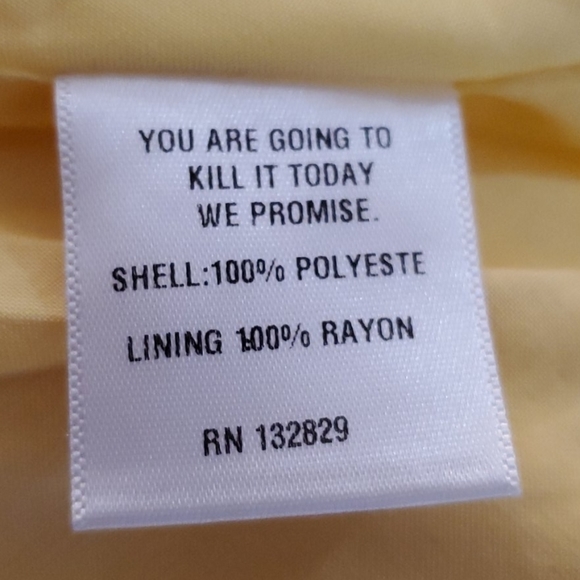 YOU ARE GOING TO
KILL IT TODAY
WE PROMISE.
SHELL:100% POLYESTE
LINING 100% RAYON
RN 132829